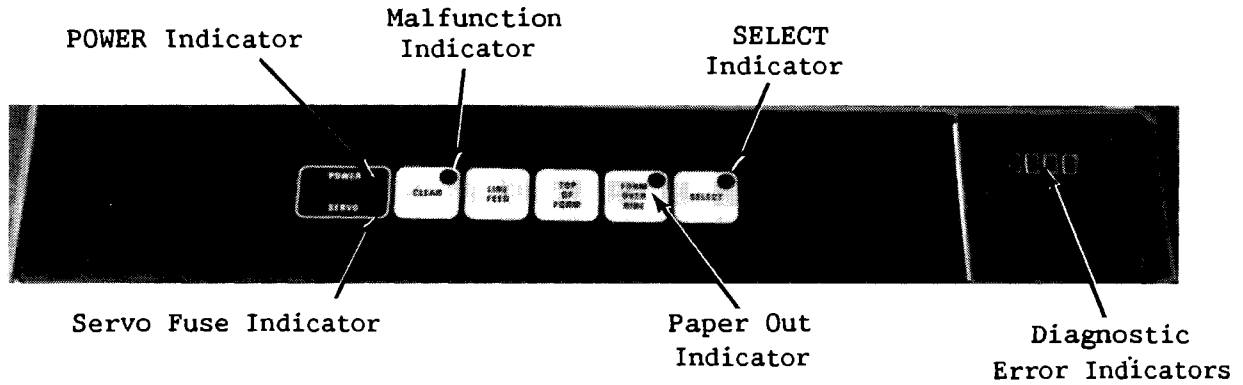 Malfunction
Indicator
POWER Indicator
SELECT
Indicator
POWER
SERVO
CLEAR
LINE
FEED
TOP
OF
FORM
FORM
OVER
RIDE
SELECT
Servo Fuse Indicator
Paper Out
Indicator
Diagnostic
Error Indicators